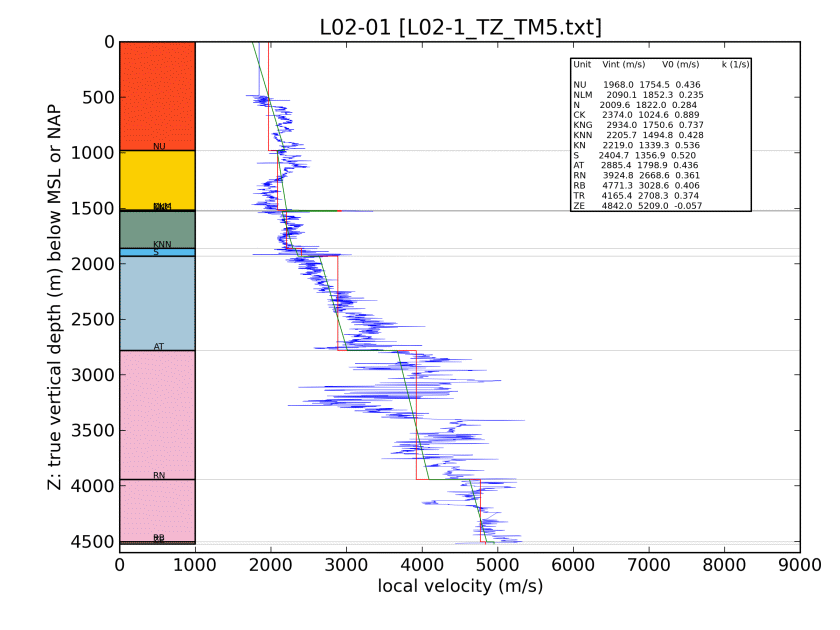 L02-01 [L02-1_TZ_TM5.txt]
Z: true vertical depth (m) below MSL or NAP
0
500
1000
1500
2000
2500
3000
3500
4000
4500
NU
KNN
S
AT
RN
RB
Unit Vint (m/s) V0 (m/s) k (1/s)
NU 1968.0 1754.5 0.436
NLM 2090.1 1852.3 0.235
N 2009.6 1822.0 0.284
CK 2374.0 1024.6 0.889
KNG 2934.0 1750.6 0.737
KNN 2205.7 1494.8 0.428
KN 2219.0 1339.3 0.536
S 2404.7 1356.9 0.520
AT 2885.4 1798.9 0.436
RN 3924.8 2668.6 0.361
RB 4771.3 3028.6 0.406
TR 4165.4 2708.3 0.374
ZE 4842.0 5209.0 -0.057
0 1000 2000 3000 4000 5000 6000 7000 8000 9000
local velocity (m/s)